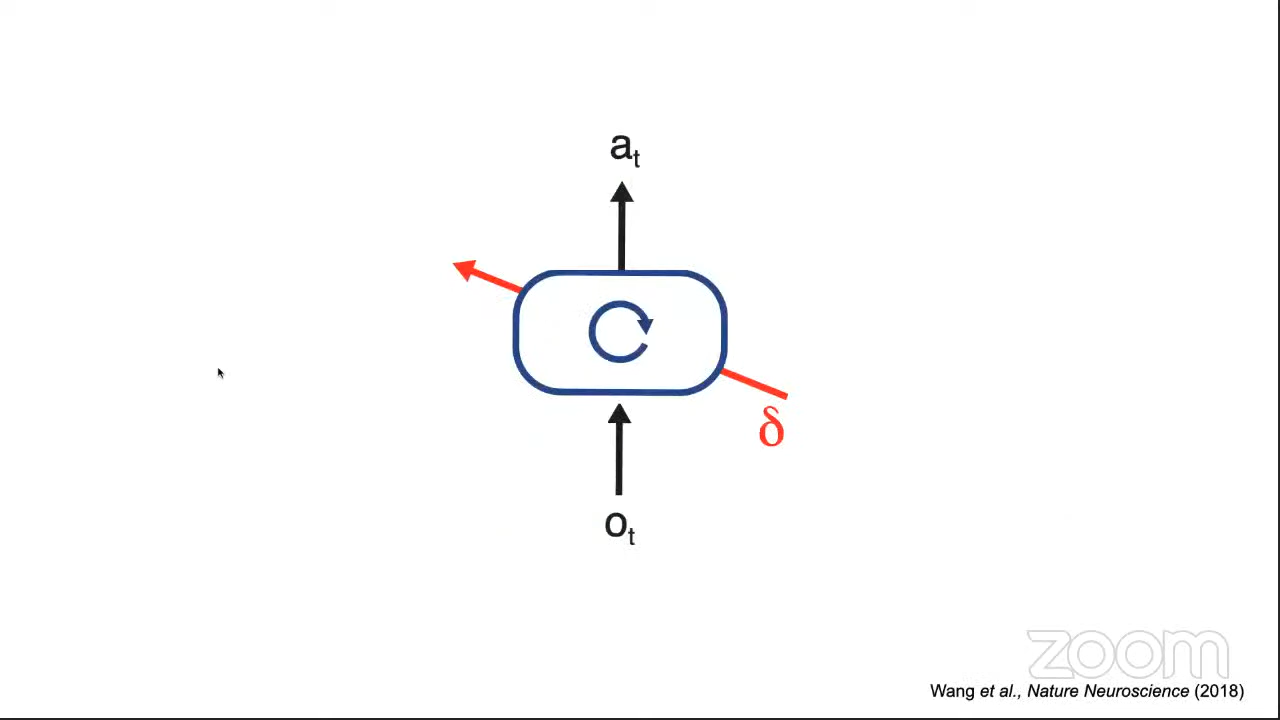 aₜ
δ
oₜ
zoom
Wang et al., Nature Neuroscience (2018)